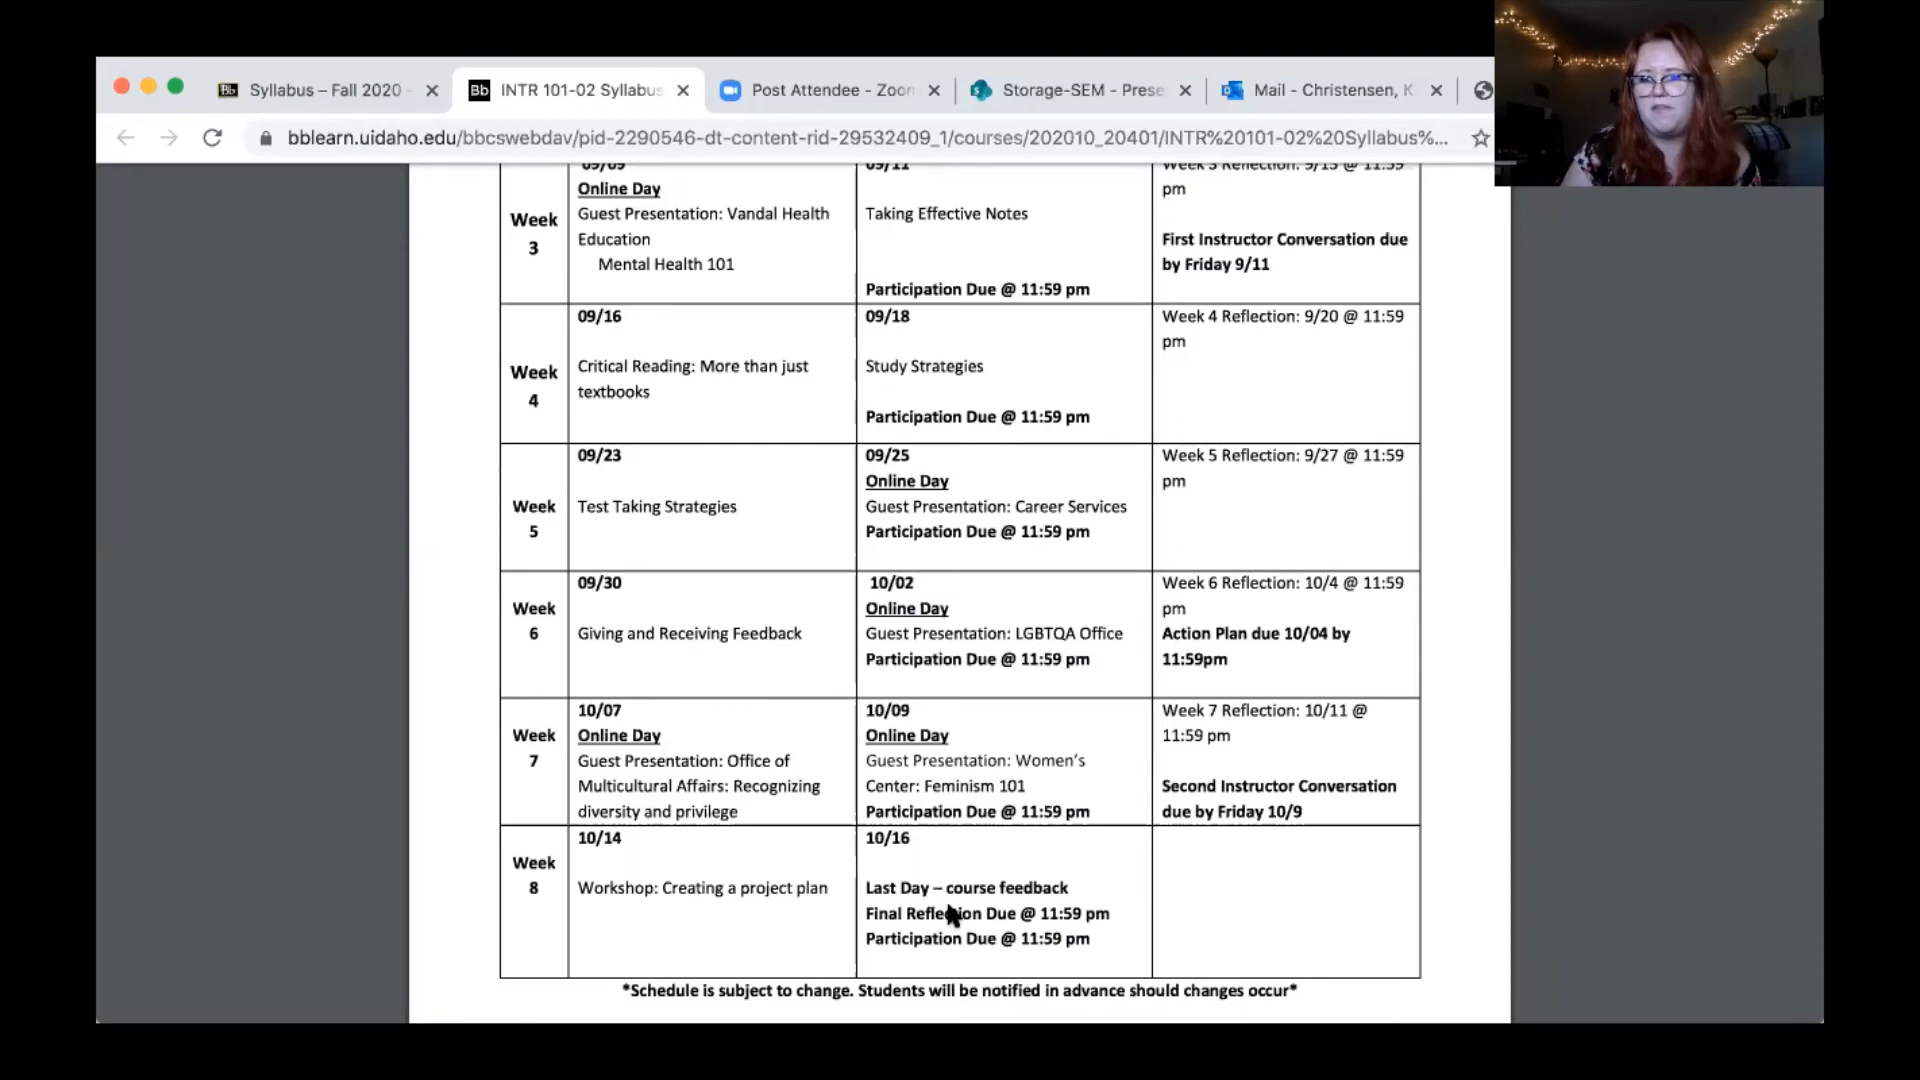 Syllabus – Fall 2020 -
INTR 101-02 Syllabus
Post Attendee - Zoom
Storage-SEM - Prese
Mail - Christensen, K
bblearn.uidaho.edu/bbcswebdav/pid-2290546-dt-content-rid-29532409_1/courses/202010_20401/INTR%20101-02%20Syllabus%...
Week
3
09/09
Online Day
Guest Presentation: Vandal Health
Education
Mental Health 101
09/11
Taking Effective Notes
Participation Due @ 11:59 pm
Week 3 Reflection: 9/13 @ 11:59
pm
First Instructor Conversation due
by Friday 9/11
Week
4
09/16
Critical Reading: More than just
textbooks
09/18
Study Strategies
Participation Due @ 11:59 pm
Week 4 Reflection: 9/20 @ 11:59
pm
Week
5
09/23
Test Taking Strategies
09/25
Online Day
Guest Presentation: Career Services
Participation Due @ 11:59 pm
Week 5 Reflection: 9/27 @ 11:59
pm
Week
6
09/30
Giving and Receiving Feedback
10/02
Online Day
Guest Presentation: LGBTQA Office
Participation Due @ 11:59 pm
Week 6 Reflection: 10/4 @ 11:59
pm
Action Plan due 10/04 by
11:59pm
Week
7
10/07
Online Day
Guest Presentation: Office of
Multicultural Affairs: Recognizing
diversity and privilege
10/09
Online Day
Guest Presentation: Women's
Center: Feminism 101
Participation Due @ 11:59 pm
Week 7 Reflection: 10/11 @
11:59 pm
Second Instructor Conversation
due by Friday 10/9
Week
8
10/14
Workshop: Creating a project plan
10/16
Last Day – course feedback
Final Reflection Due @ 11:59 pm
Participation Due @ 11:59 pm
*Schedule is subject to change. Students will be notified in advance should changes occur*